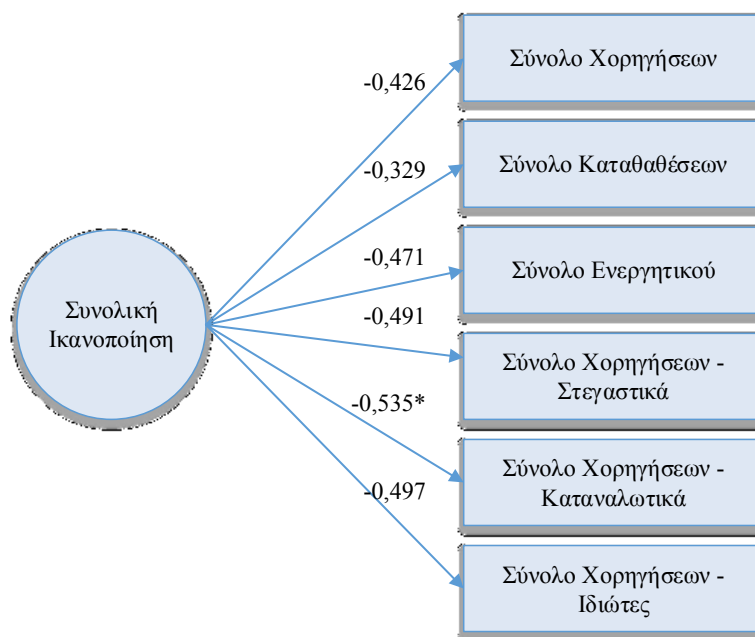 Σύνολο Χορηγήσεων
-0,426
Σύνολο Καταθαθέσεων
-0,329
Σύνολο Ενεργητικού
-0,471
Συνολική
Ικανοποίηση
-0,491
Σύνολο Χορηγήσεων -
Στεγαστικά
-0,535*
Σύνολο Χορηγήσεων -
Καταναλωτικά
-0,497
Σύνολο Χορηγήσεων -
Ιδιώτες